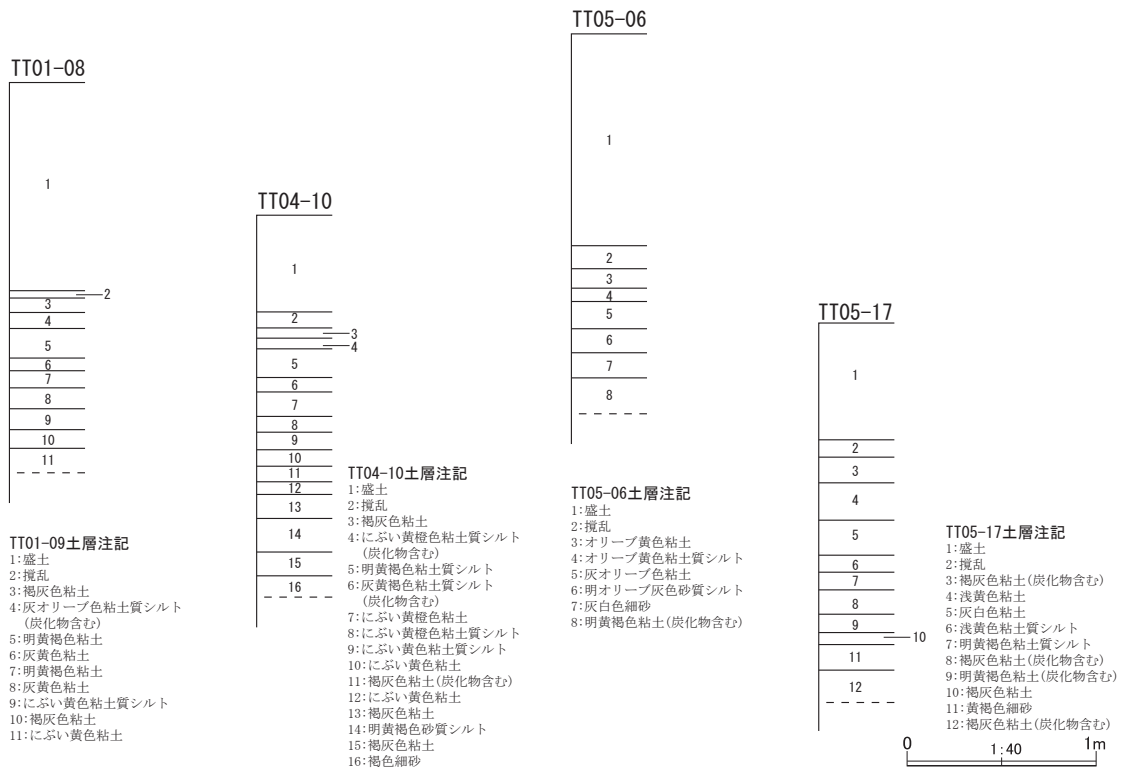 TT01-08
1
2
3
4
5
6
7
8
9
10
11
TT01-09土層注記
1:盛土
2:撹乱
3:褐灰色粘土
4:灰オリーブ色粘土質シルト
(炭化物含む)
5:明黄褐色粘土
6:灰黄色粘土
7:明黄褐色粘土
8:灰黄色粘土
9:にぶい黄色粘土質シルト
10:褐灰色粘土
11:にぶい黄色粘土
TT04-10
1
2
3
4
5
6
7
8
9
10
11
12
13
14
15
16
TT04-10土層注記
1:盛土
2:撹乱
3:褐灰色粘土
4:にぶい黄橙色粘土質シルト
(炭化物含む)
5:明黄褐色粘土質シルト
6:灰黄褐色粘土質シルト
(炭化物含む)
7:にぶい黄橙色粘土
8:にぶい黄橙色粘土質シルト
9:にぶい黄色粘土質シルト
10:にぶい黄色粘土
11:褐灰色粘土(炭化物含む)
12:にぶい黄色粘土
13:褐灰色粘土
14:明黄褐色砂質シルト
15:褐灰色粘土
16:褐色細砂
TT05-06
1
2
3
4
5
6
7
8
TT05-06土層注記
1:盛土
2:撹乱
3:オリーブ黄色粘土
4:オリーブ黄色粘土質シルト
5:灰オリーブ色粘土
6:明オリーブ灰色砂質シルト
7:灰白色細砂
8:明黄褐色粘土(炭化物含む)
TT05-17
1
2
3
4
5
6
7
8
9
10
11
12
TT05-17土層注記
1:盛土
2:撹乱
3:褐灰色粘土(炭化物含む)
4:浅黄色粘土
5:灰白色粘土
6:浅黄色粘土質シルト
7:明黄褐色粘土質シルト
8:褐灰色粘土(炭化物含む)
9:明黄褐色粘土(炭化物含む)
10:褐灰色粘土
11:黄褐色細砂
12:褐灰色粘土(炭化物含む)
0 1:40 1m